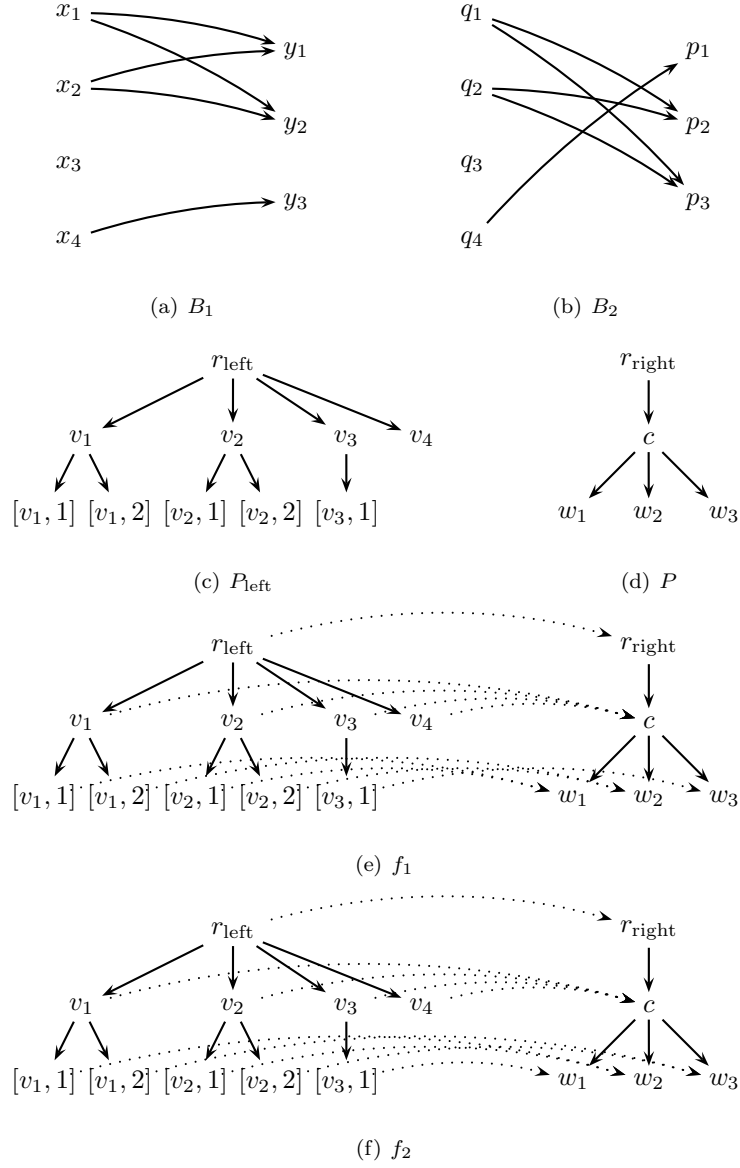 x₁ q₁
y₁ p₁
x₂ q₂
y₂ p₂
x₃ q₃
y₃ p₃
x₄ q₄
(a) B₁ (b) B₂
r_left r_right
v₁ v₂ v₃ v₄ c
[v₁, 1] [v₁, 2] [v₂, 1] [v₂, 2] [v₃, 1] w₁ w₂ w₃
(c) P_left (d) P
r_left r_right
v₁ v₂ v₃ v₄ c
[v₁, 1] [v₁, 2] [v₂, 1] [v₂, 2] [v₃, 1] w₁ w₂ w₃
(e) f₁
r_left r_right
v₁ v₂ v₃ v₄ c
[v₁, 1] [v₁, 2] [v₂, 1] [v₂, 2] [v₃, 1] w₁ w₂ w₃
(f) f₂